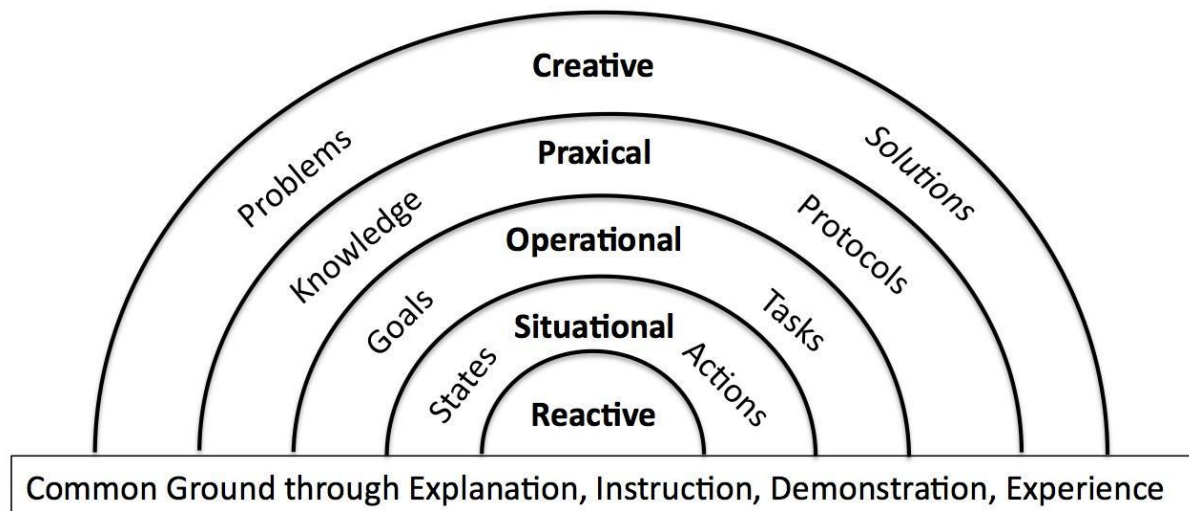 Creative
Problems
Solutions
Praxical
Knowledge
Protocols
Operational
Goals
Tasks
Situational
States
Actions
Reactive
Common Ground through Explanation, Instruction, Demonstration, Experience